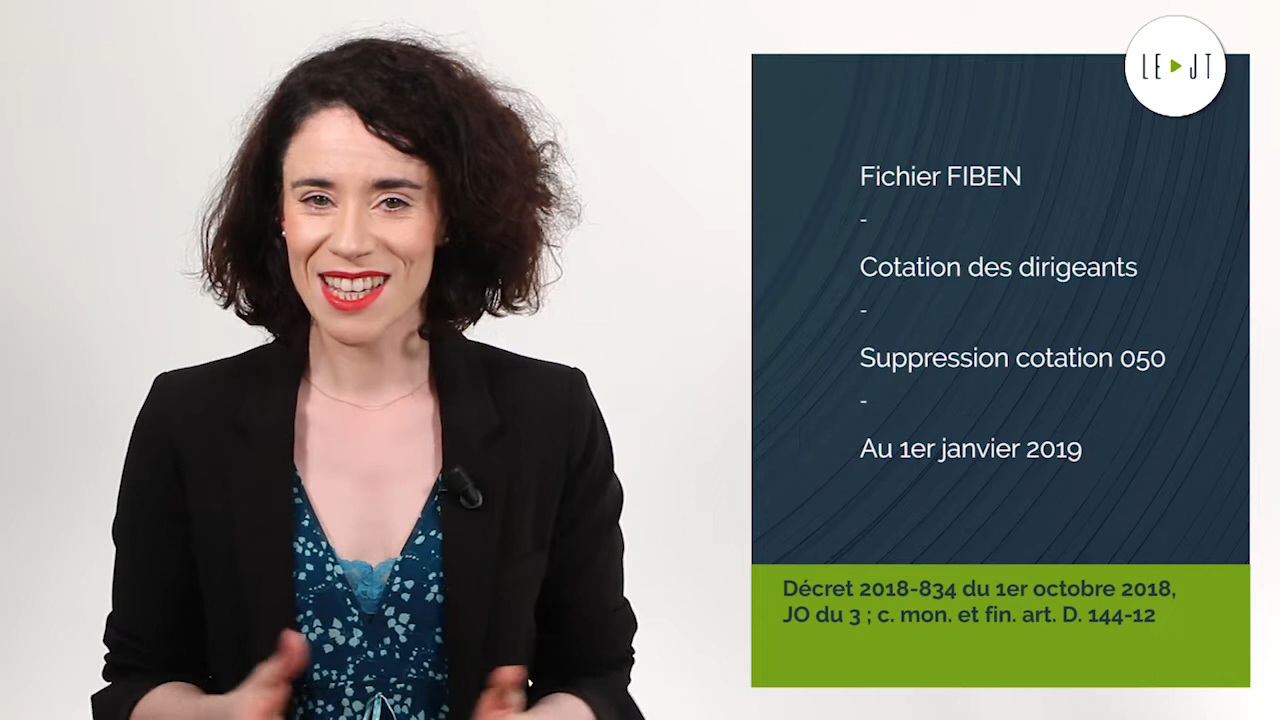 LE JT
Fichier FIBEN
-
Cotation des dirigeants
-
Suppression cotation 050
-
Au 1er janvier 2019
Décret 2018-834 du 1er octobre 2018,
JO du 3 ; c. mon. et fin. art. D. 144-12